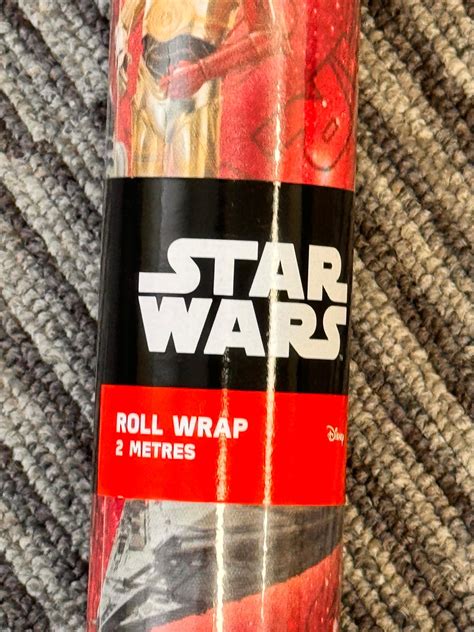 STAR
WARS
ROLL WRAP
2 METRES
Disney